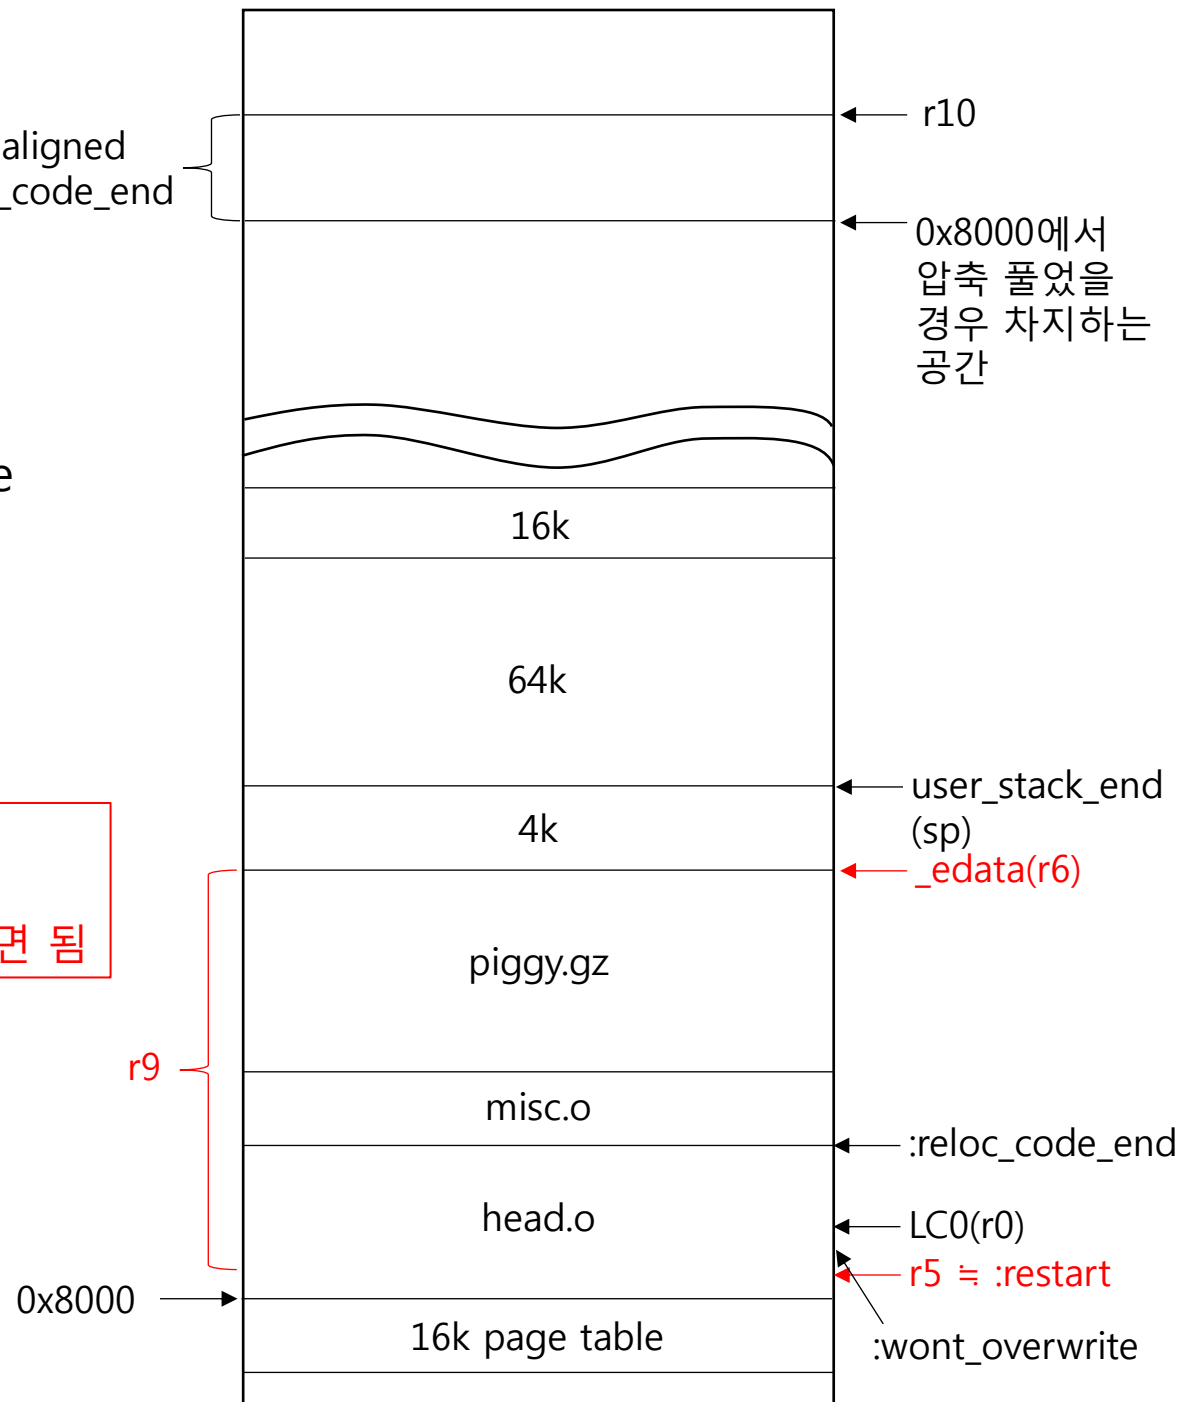 r10
aligned
_code_end
0x8000에서
압축 풀었을
경우 차지하는
공간
e
16k
64k
user_stack_end
(sp)
4k
_edata(r6)
면 됨
piggy.gz
r9
misc.o
:reloc_code_end
head.o
LC0(r0)
r5 ≒ :restart
0x8000
16k page table
:wont_overwrite